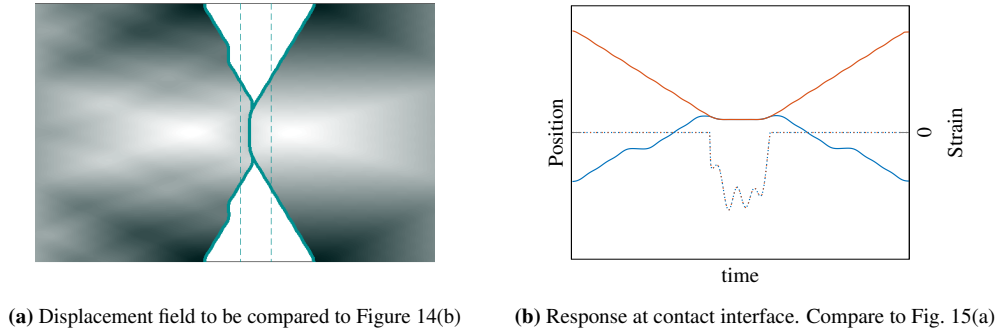 Position
0
Strain
time
(a) Displacement field to be compared to Figure 14(b)
(b) Response at contact interface. Compare to Fig. 15(a)